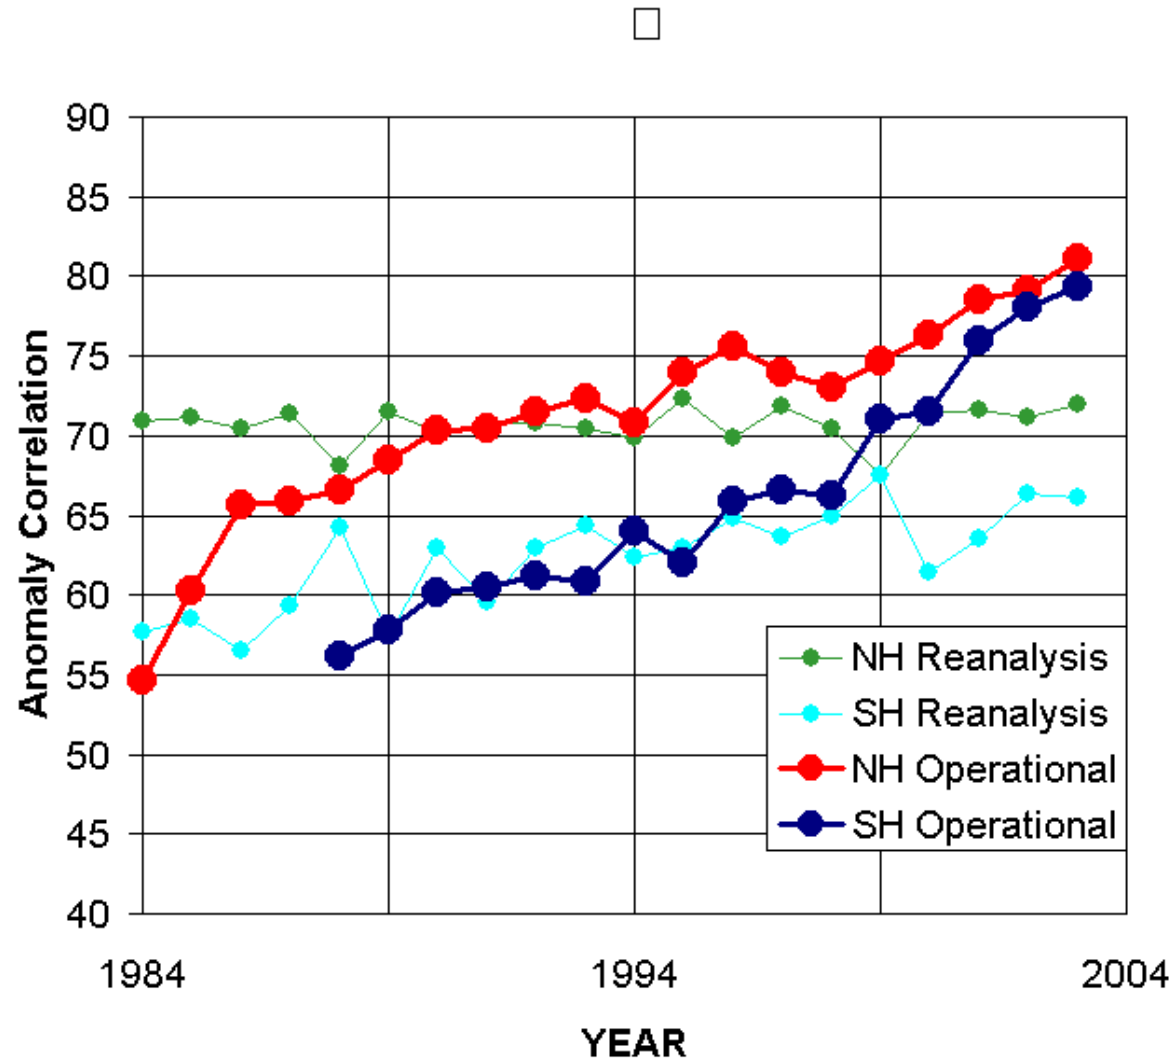 90
85
80
75
70
65
60
55
50
45
40
Anomaly Correlation
NH Reanalysis
SH Reanalysis
NH Operational
SH Operational
1984
1994
2004
YEAR